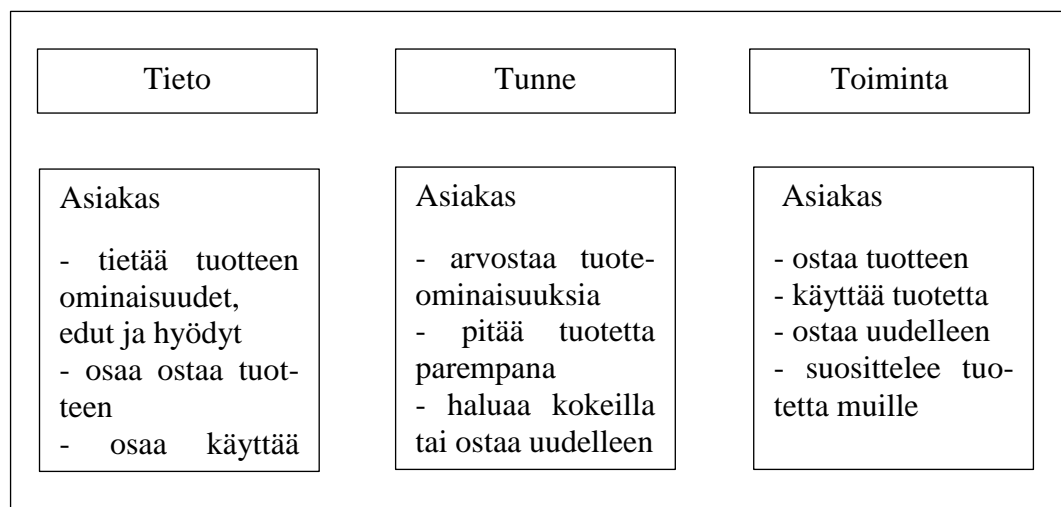 Tieto
Tunne
Toiminta
Asiakas
- tietää tuotteen
ominaisuudet,
edut ja hyödyt
- osaa ostaa tuot-
teen
- osaa käyttää
Asiakas
- arvostaa tuote-
ominaisuuksia
- pitää tuotetta
parempana
- haluaa kokeilla
tai ostaa uudelleen
Asiakas
- ostaa tuotteen
- käyttää tuotetta
- ostaa uudelleen
- suosittelee tuo-
tetta muille